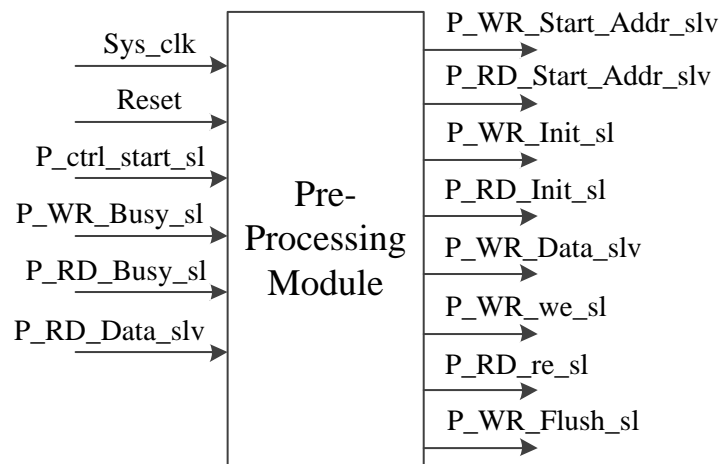 Sys_clk
Reset
P_ctrl_start_sl
P_WR_Busy_sl
P_RD_Busy_sl
P_RD_Data_slv
Pre-
Processing
Module
P_WR_Start_Addr_slv
P_RD_Start_Addr_slv
P_WR_Init_sl
P_RD_Init_sl
P_WR_Data_slv
P_WR_we_sl
P_RD_re_sl
P_WR_Flush_sl